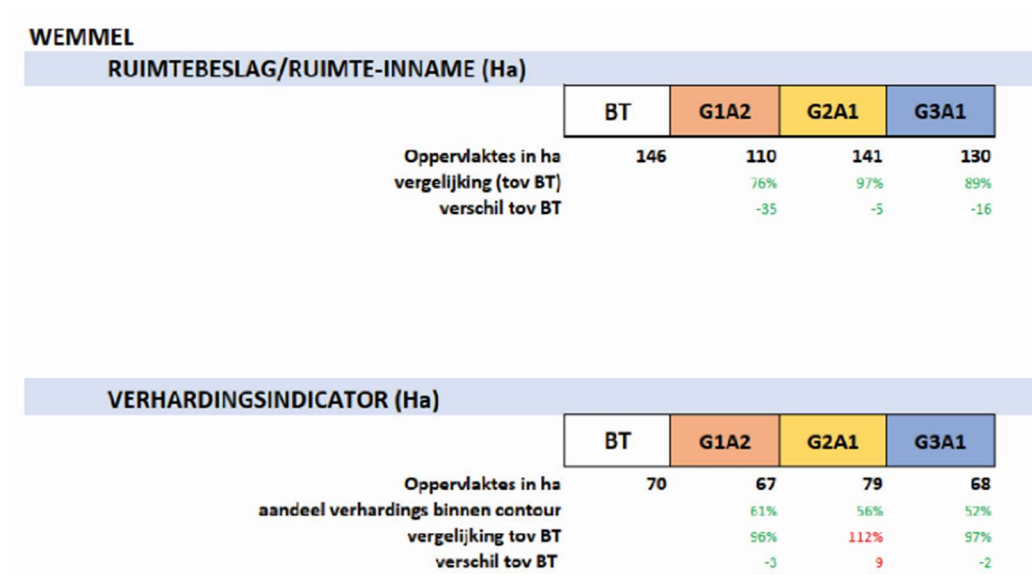 WEMMEL
RUIMTEBESLAG/RUIMTE-INNAME (Ha)
BT G1A2 G2A1 G3A1
Oppervlaktes in ha 146 110 141 130
vergelijking (tov BT) 76% 97% 89%
verschil tov BT -35 -5 -16
VERHARDINGSINDICATOR (Ha)
BT G1A2 G2A1 G3A1
Oppervlaktes in ha 70 67 79 68
aandeel verhardings binnen contour 61% 56% 52%
vergelijking tov BT 96% 112% 97%
verschil tov BT -3 9 -2